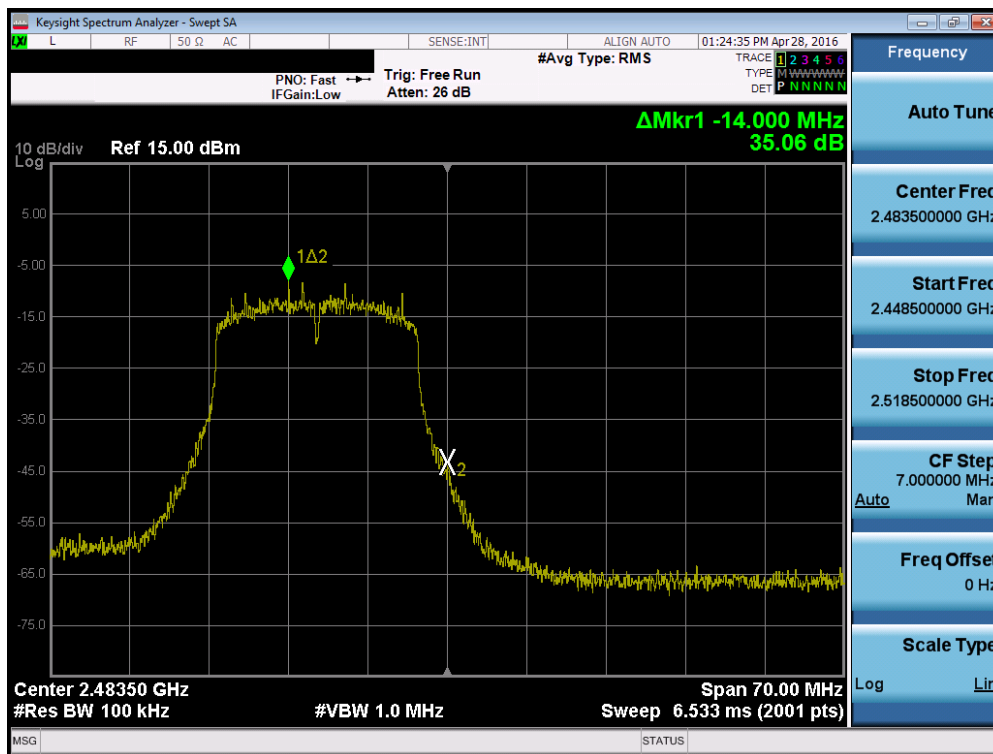 Keysight Spectrum Analyzer - Swept SA
LXI L RF 50 Ω AC SENSE:INT ALIGN AUTO 01:24:35 PM Apr 28, 2016
PNO: Fast
IFGain:Low
Trig: Free Run
Atten: 26 dB
#Avg Type: RMS
TRACE 1 2 3 4 5 6
TYPE M W W W W W
DET P N N N N N
ΔMkr1 -14.000 MHz
35.06 dB
10 dB/div Ref 15.00 dBm
Log
5.00
-5.00
-15.0
-25.0
-35.0
-45.0
-55.0
-65.0
-75.0
1Δ2
X2
Center 2.48350 GHz Span 70.00 MHz
#Res BW 100 kHz #VBW 1.0 MHz Sweep 6.533 ms (2001 pts)
MSG STATUS
Frequency
Auto Tune
Center Freq
2.483500000 GHz
Start Freq
2.448500000 GHz
Stop Freq
2.518500000 GHz
CF Step
7.000000 MHz
Auto Man
Freq Offset
0 Hz
Scale Type
Log Lin